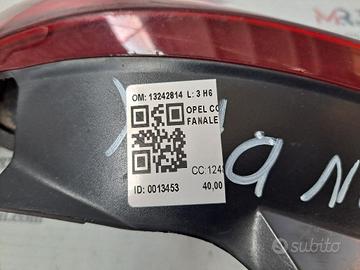 OM: 13242814 L: 3 H6
OPEL CO
FANALE
CC:124
ID: 0013453 40,00
subito